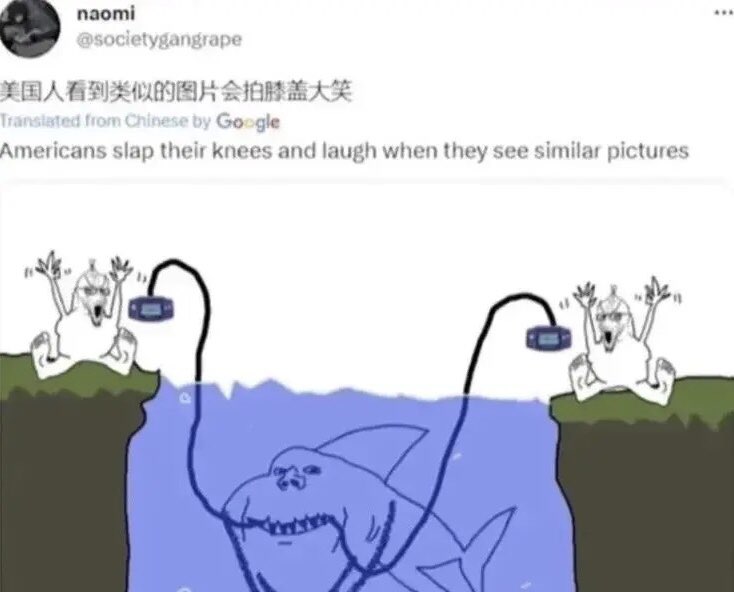 naomi
@societygangrape
美国人看到类似的图片会拍膝盖大笑
Translated from Chinese by Google
Americans slap their knees and laugh when they see similar pictures